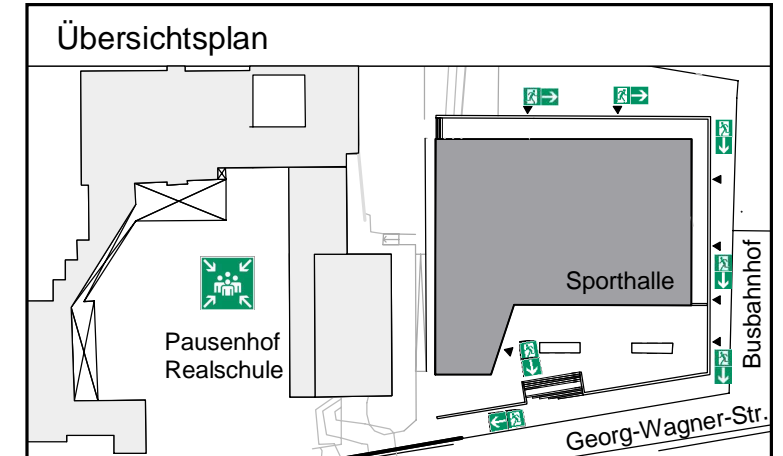 Übersichtsplan
Sporthalle
Busbahnhof
Pausenhof
Realschule
Georg-Wagner-Str.